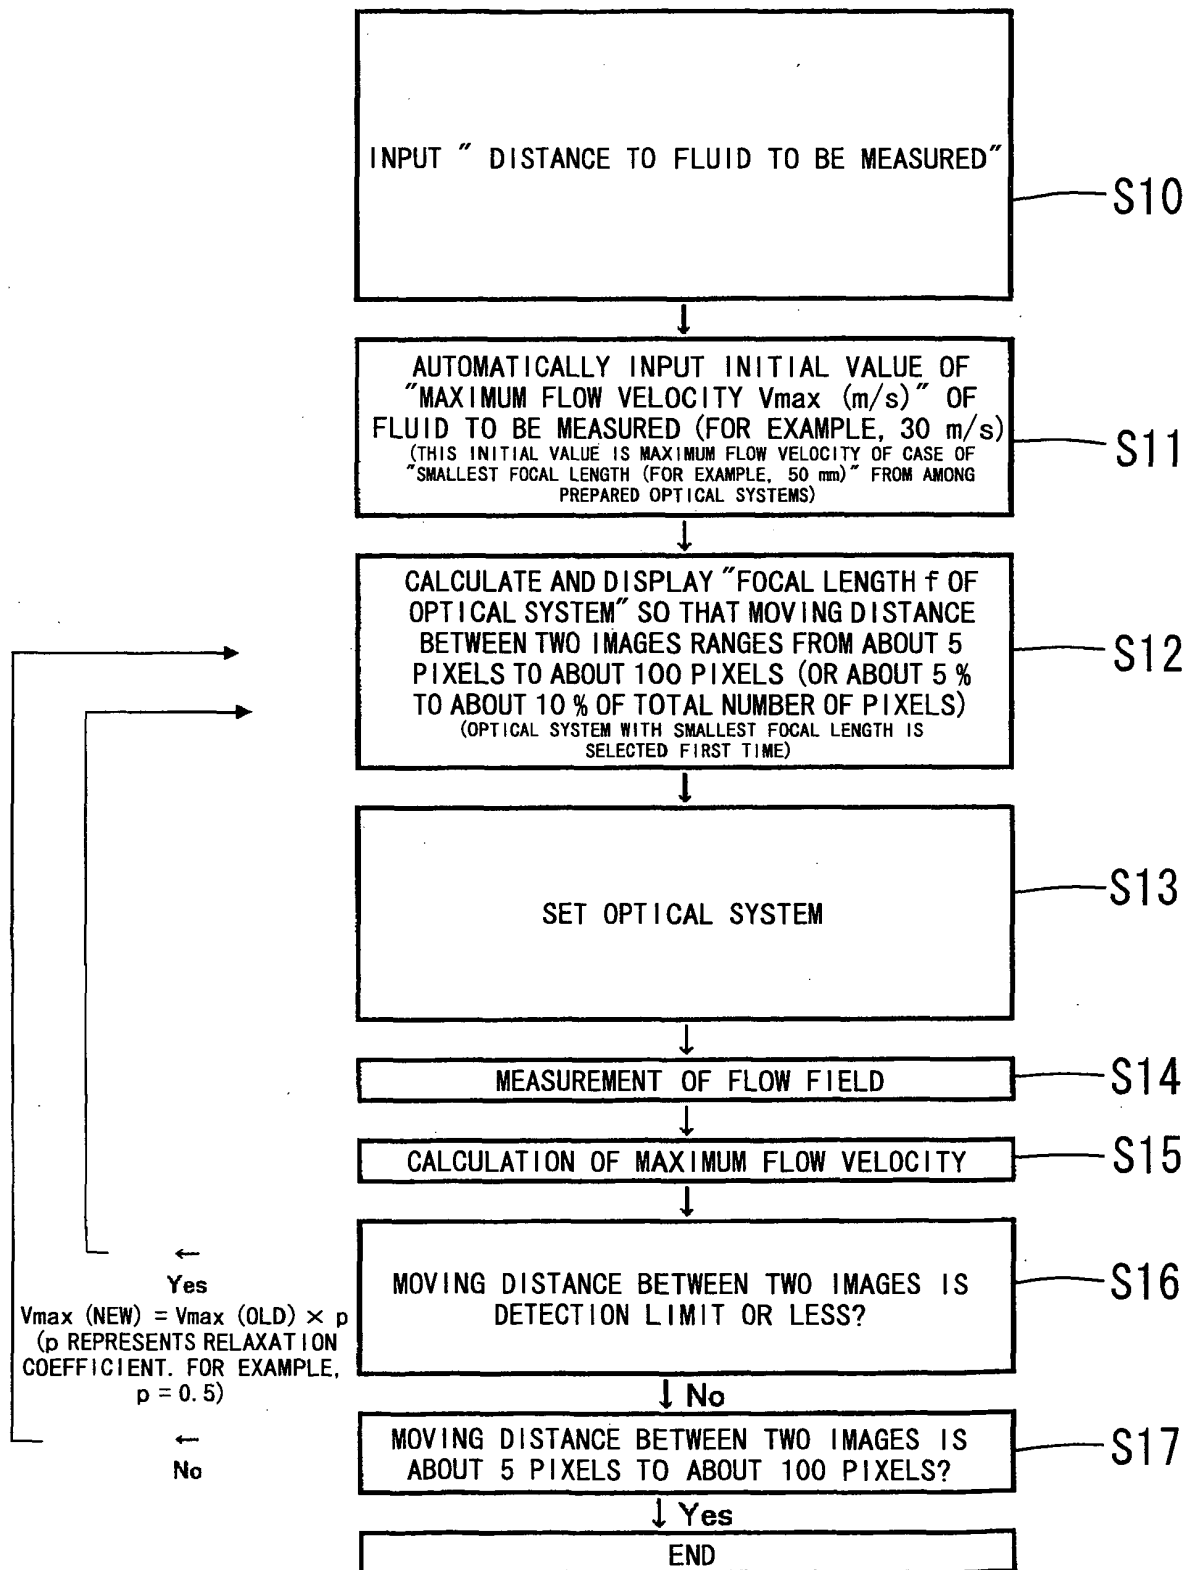 INPUT " DISTANCE TO FLUID TO BE MEASURED"
S10
↓
AUTOMATICALLY INPUT INITIAL VALUE OF
"MAXIMUM FLOW VELOCITY Vmax (m/s)" OF
FLUID TO BE MEASURED (FOR EXAMPLE, 30 m/s)
(THIS INITIAL VALUE IS MAXIMUM FLOW VELOCITY OF CASE OF
"SMALLEST FOCAL LENGTH (FOR EXAMPLE, 50 mm)" FROM AMONG
PREPARED OPTICAL SYSTEMS)
S11
↓
CALCULATE AND DISPLAY "FOCAL LENGTH f OF
OPTICAL SYSTEM" SO THAT MOVING DISTANCE
BETWEEN TWO IMAGES RANGES FROM ABOUT 5
PIXELS TO ABOUT 100 PIXELS (OR ABOUT 5 %
TO ABOUT 10 % OF TOTAL NUMBER OF PIXELS)
(OPTICAL SYSTEM WITH SMALLEST FOCAL LENGTH IS
SELECTED FIRST TIME)
S12
↓
SET OPTICAL SYSTEM
S13
↓
MEASUREMENT OF FLOW FIELD
S14
↓
CALCULATION OF MAXIMUM FLOW VELOCITY
S15
↓
MOVING DISTANCE BETWEEN TWO IMAGES IS
DETECTION LIMIT OR LESS?
S16
←
Yes
Vmax (NEW) = Vmax (OLD) × p
(p REPRESENTS RELAXATION
COEFFICIENT. FOR EXAMPLE,
p = 0.5)
↓ No
MOVING DISTANCE BETWEEN TWO IMAGES IS
ABOUT 5 PIXELS TO ABOUT 100 PIXELS?
S17
←
No
↓ Yes
END